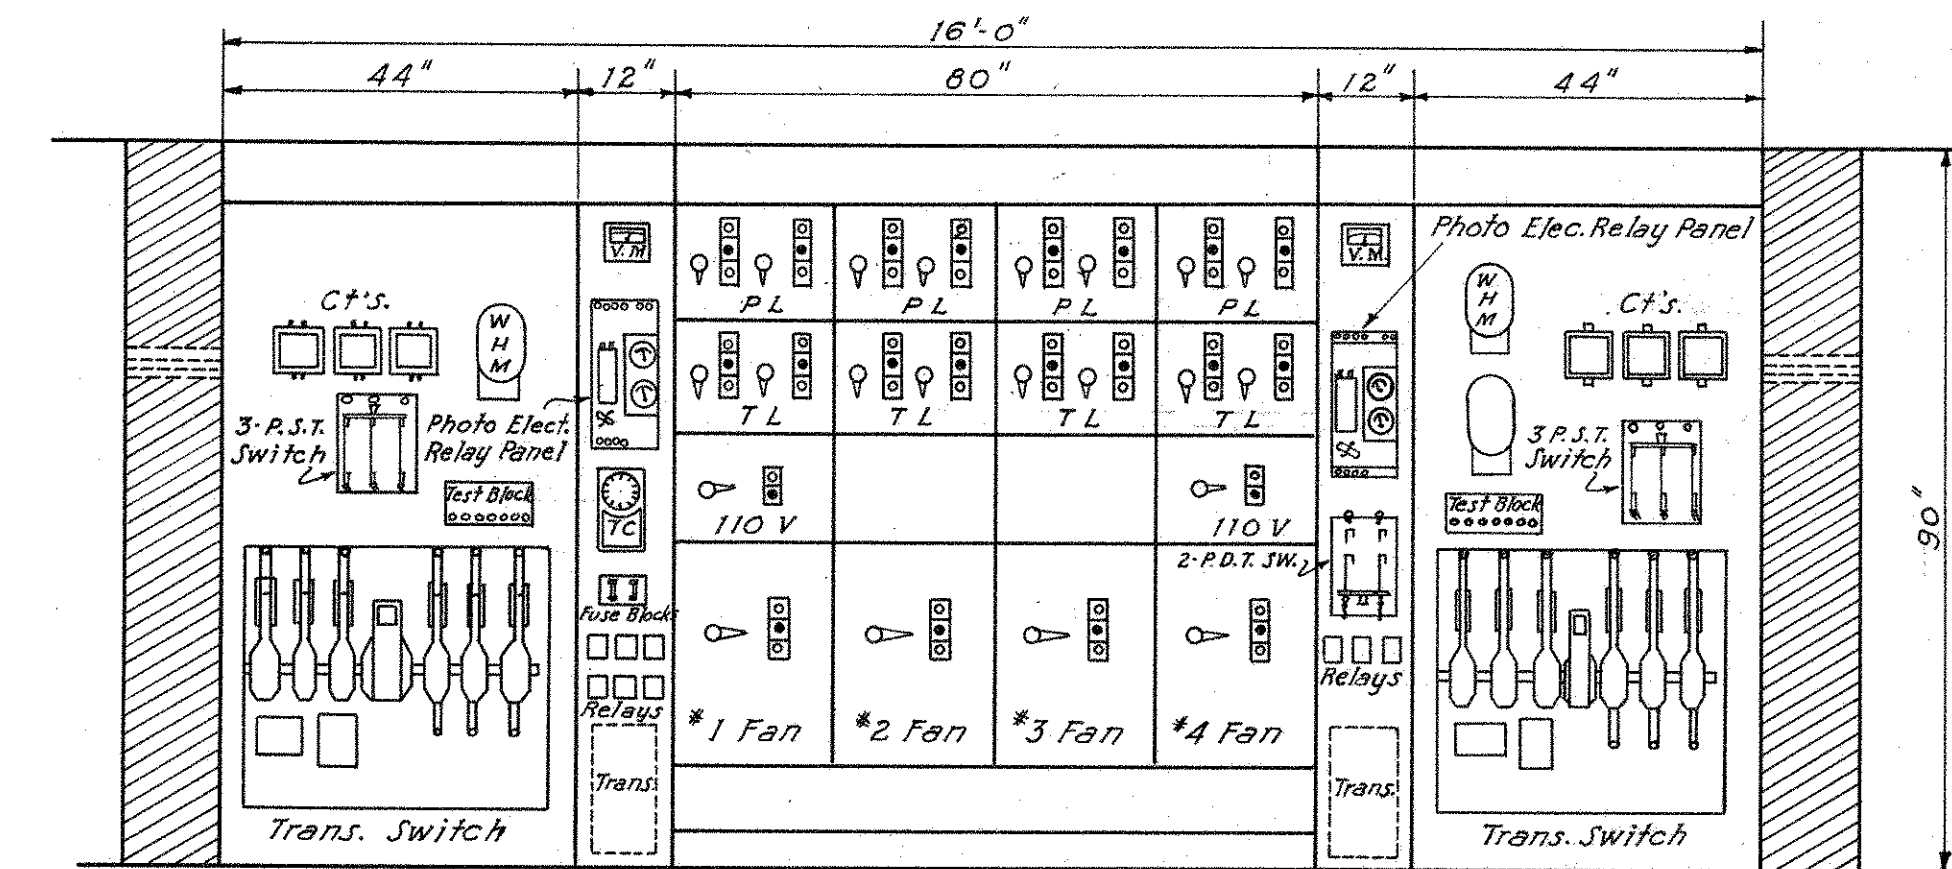 16'-0"
44" 12" 80" 12" 44"
V.M V.M.
Photo Elec. Relay Panel
W
H
M
W
H
M
Ct's. Ct's.
PL PL PL PL
TL TL TL TL
3-P.S.T.
Switch
Photo Elect.
Relay Panel
3 P.S.T.
Switch
Test Block
Test Block
TC
110 V 110 V
2-P.D.T. SW.
90"
Fuse Blocks
Relays
Relays
#1 Fan #2 Fan #3 Fan #4 Fan
Trans.
Trans.
Trans. Switch
Trans. Switch